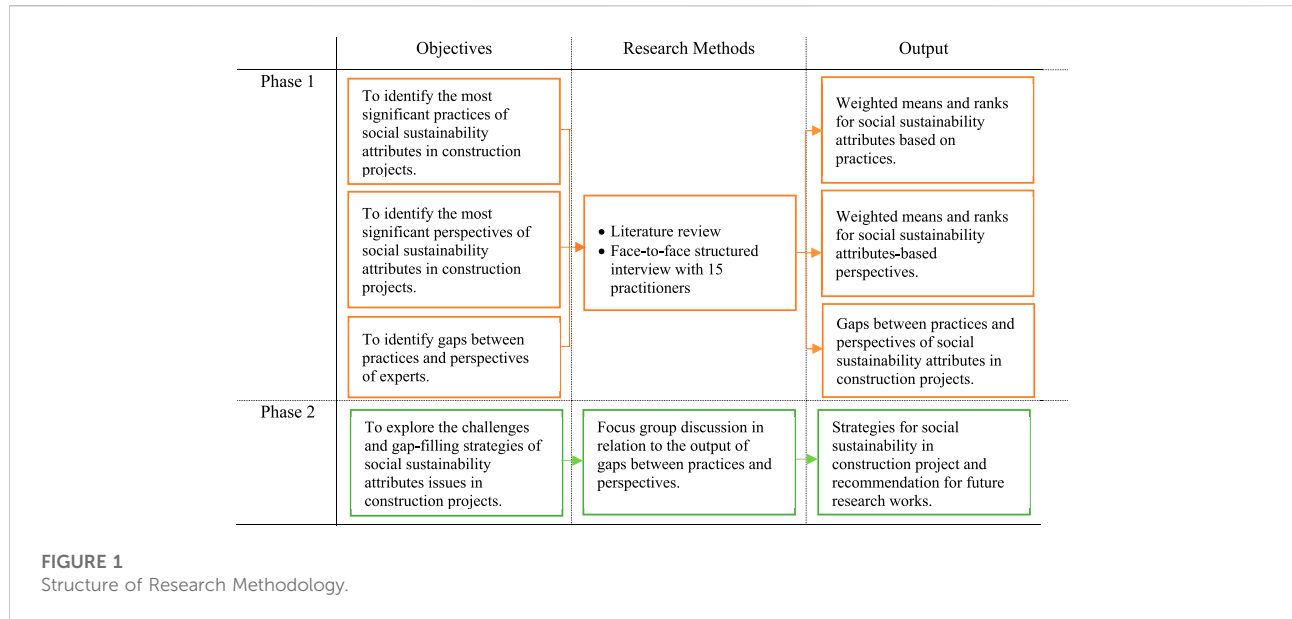 Objectives
Research Methods
Output
Phase 1
To identify the most
significant practices of
social sustainability
attributes in construction
projects.
To identify the most
significant perspectives of
social sustainability
attributes in construction
projects.
To identify gaps between
practices and perspectives
of experts.
• Literature review
• Face-to-face structured
interview with 15
practitioners
Weighted means and ranks
for social sustainability
attributes based on
practices.
Weighted means and ranks
for social sustainability
attributes-based
perspectives.
Gaps between practices and
perspectives of social
sustainability attributes in
construction projects.
Phase 2
To explore the challenges
and gap-filling strategies of
social sustainability
attributes issues in
construction projects.
Focus group discussion in
relation to the output of
gaps between practices and
perspectives.
Strategies for social
sustainability in
construction project and
recommendation for future
research works.
FIGURE 1
Structure of Research Methodology.